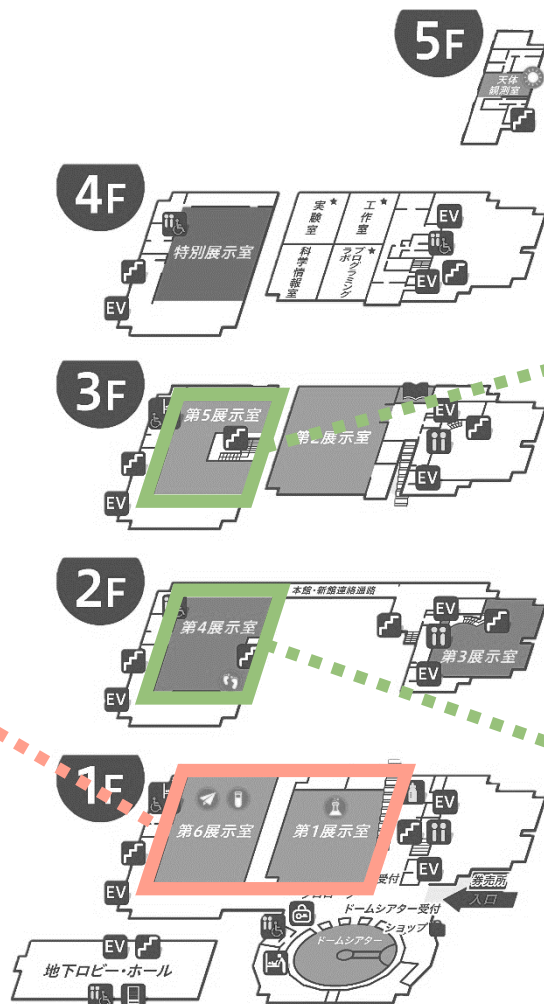 5F
天体
観測室
4F
特別展示室
実験室
工作室
科学情報室
プログラミング
ラボ
EV
EV
EV
3F
第5展示室
第2展示室
EV
EV
EV
2F
本館・新館連絡通路
第4展示室
第3展示室
EV
EV
EV
1F
第6展示室
第1展示室
EV
EV
EV
受付
券売所
入口
ドームシアター受付
ショップ
ドームシアター
EV
地下ロビー・ホール